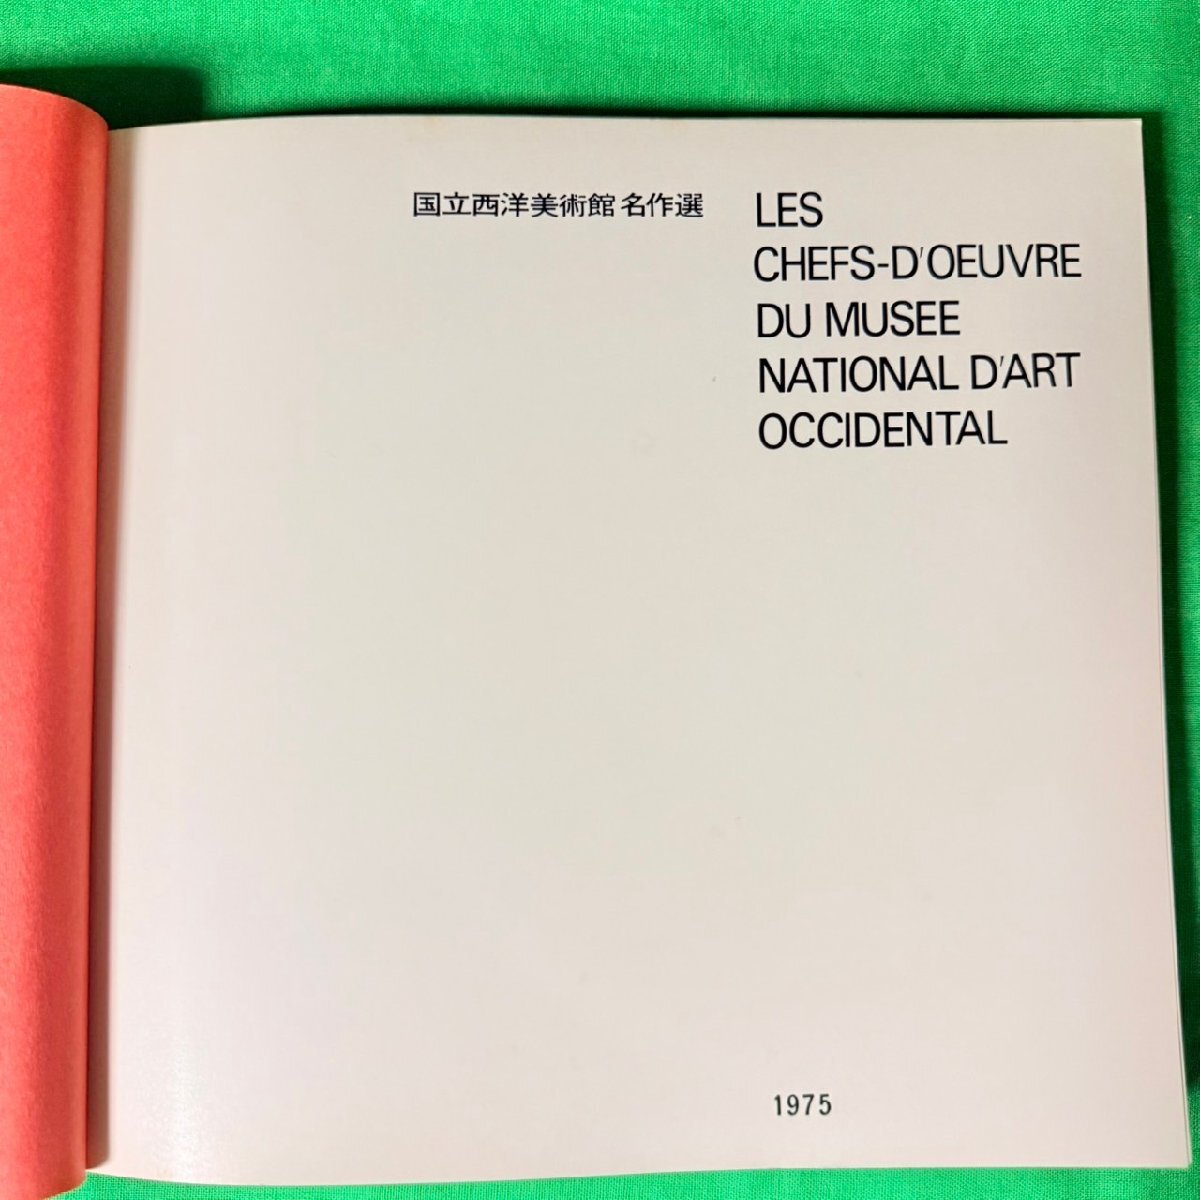 国立西洋美術館 名作選
LES
CHEFS-D'OEUVRE
DU MUSEE
NATIONAL D'ART
OCCIDENTAL
1975